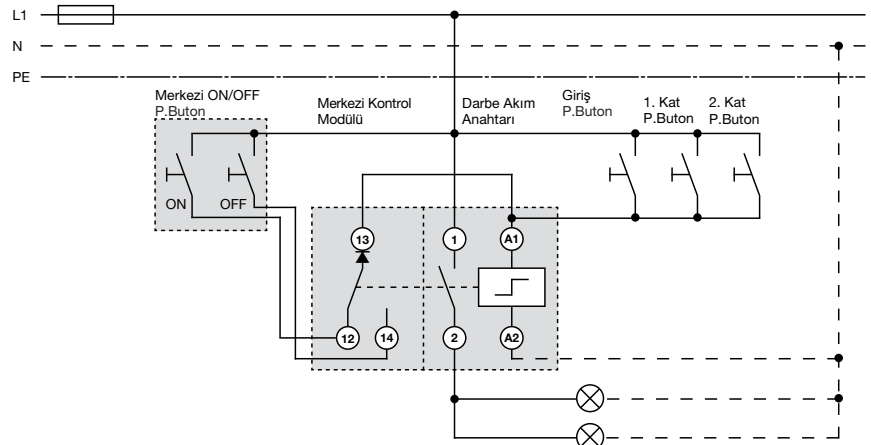 L1
N
PE
Merkezi ON/OFF
P.Buton
Merkezi Kontrol
Modülü
Darbe Akım
Anahtarı
Giriş
P.Buton
1. Kat
P.Buton
2. Kat
P.Buton
ON
OFF
13
1
A1
12
14
2
A2